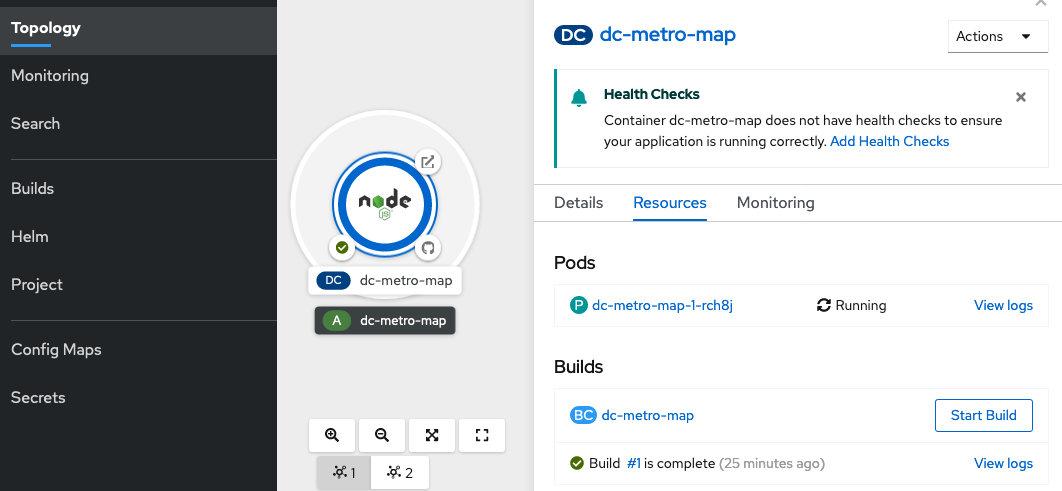 Topology
Monitoring
Search
Builds
Helm
Project
Config Maps
Secrets
node
JS
DC dc-metro-map
A dc-metro-map
1 2
DC dc-metro-map
Actions
Health Checks
Container dc-metro-map does not have health checks to ensure
your application is running correctly. Add Health Checks
Details Resources Monitoring
Pods
P dc-metro-map-1-rch8j Running View logs
Builds
BC dc-metro-map Start Build
Build #1 is complete (25 minutes ago) View logs